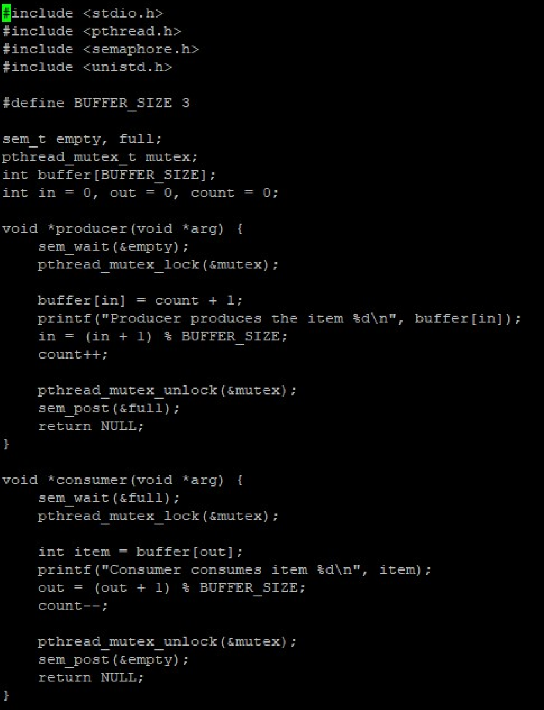 #include <stdio.h>
#include <pthread.h>
#include <semaphore.h>
#include <unistd.h>

#define BUFFER_SIZE 3

sem_t empty, full;
pthread_mutex_t mutex;
int buffer[BUFFER_SIZE];
int in = 0, out = 0, count = 0;

void *producer(void *arg) {
    sem_wait(&empty);
    pthread_mutex_lock(&mutex);

    buffer[in] = count + 1;
    printf("Producer produces the item %d\n", buffer[in]);
    in = (in + 1) % BUFFER_SIZE;
    count++;

    pthread_mutex_unlock(&mutex);
    sem_post(&full);
    return NULL;
}

void *consumer(void *arg) {
    sem_wait(&full);
    pthread_mutex_lock(&mutex);

    int item = buffer[out];
    printf("Consumer consumes item %d\n", item);
    out = (out + 1) % BUFFER_SIZE;
    count--;

    pthread_mutex_unlock(&mutex);
    sem_post(&empty);
    return NULL;
}